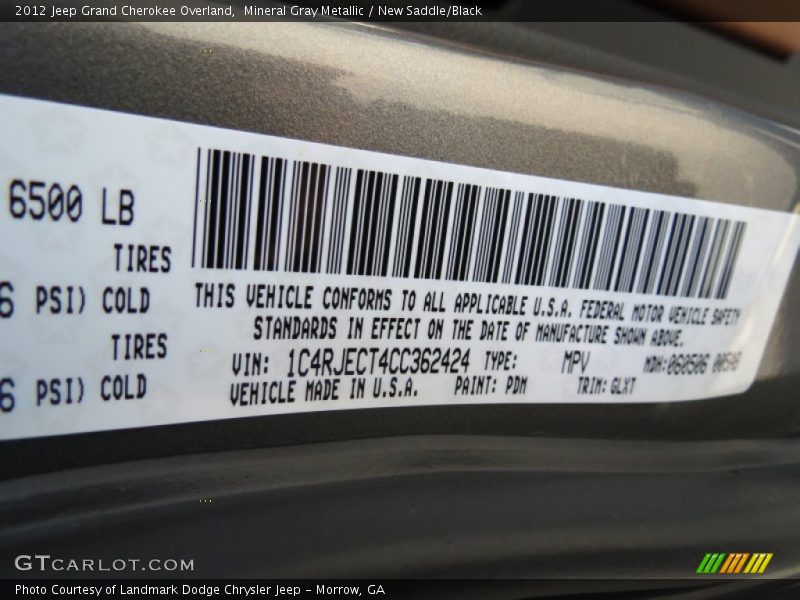 2012 Jeep Grand Cherokee Overland,  Mineral Gray Metallic / New Saddle/Black
6500 LB
TIRES
6 PSI) COLD
TIRES
6 PSI) COLD
THIS VEHICLE CONFORMS TO ALL APPLICABLE U.S.A. FEDERAL MOTOR VEHICLE SAFETY
STANDARDS IN EFFECT ON THE DATE OF MANUFACTURE SHOWN ABOVE.
VIN: 1C4RJECT4CC362424 TYPE: MPV MDH:060506
VEHICLE MADE IN U.S.A. PAINT: PDM TRIM: GLXT
GTCARLOT.COM
Photo Courtesy of Landmark Dodge Chrysler Jeep - Morrow, GA